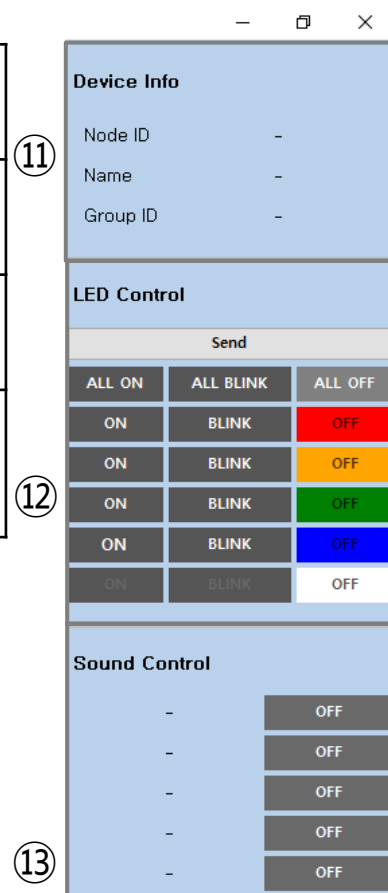 Device Info
⑪
Node ID -
Name -
Group ID -
LED Control
Send
ALL ON ALL BLINK ALL OFF
ON BLINK OFF
ON BLINK OFF
⑫
ON BLINK OFF
ON BLINK OFF
ON BLINK OFF
Sound Control
- OFF
- OFF
- OFF
- OFF
⑬
- OFF